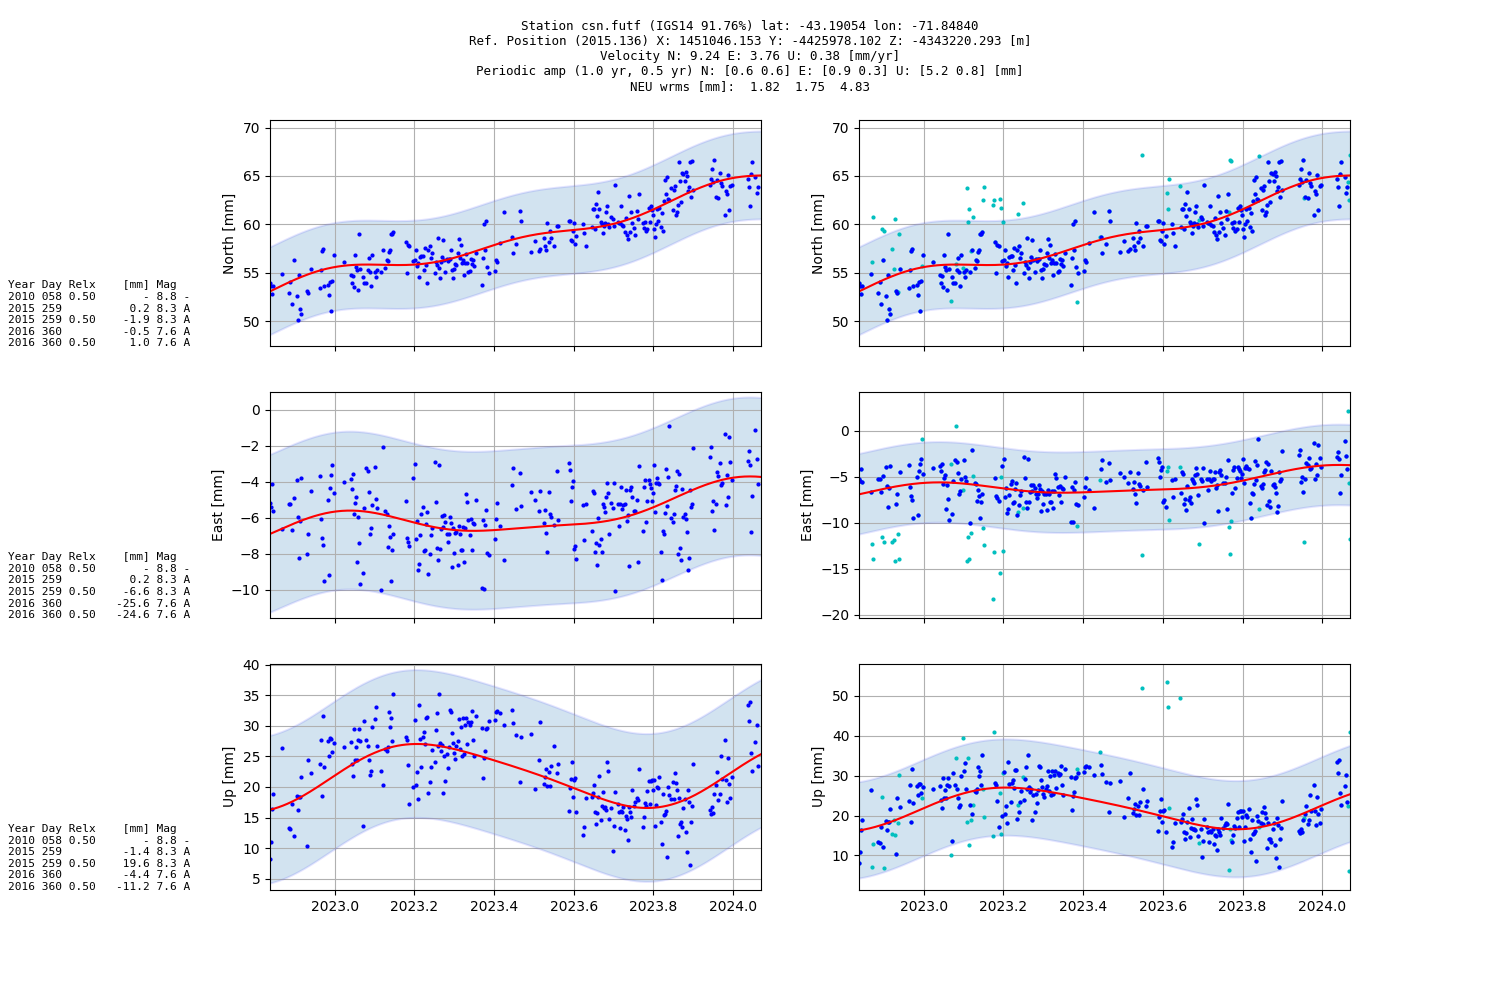 Station csn.futf (IGS14 91.76%) lat: -43.19054 lon: -71.84840
Ref. Position (2015.136) X: 1451046.153 Y: -4425978.102 Z: -4343220.293 [m]
Velocity N: 9.24 E: 3.76 U: 0.38 [mm/yr]
Periodic amp (1.0 yr, 0.5 yr) N: [0.6 0.6] E: [0.9 0.3] U: [5.2 0.8] [mm]
NEU wrms [mm]:  1.82  1.75  4.83
Year Day Relx    [mm] Mag
2010 058 0.50       - 8.8 -
2015 259          0.2 8.3 A
2015 259 0.50    -1.9 8.3 A
2016 360         -0.5 7.6 A
2016 360 0.50     1.0 7.6 A
North [mm]
70
65
60
55
50
North [mm]
70
65
60
55
50
Year Day Relx    [mm] Mag
2010 058 0.50       - 8.8 -
2015 259          0.2 8.3 A
2015 259 0.50    -6.6 8.3 A
2016 360        -25.6 7.6 A
2016 360 0.50   -24.6 7.6 A
East [mm]
0
−2
−4
−6
−8
−10
East [mm]
0
−5
−10
−15
−20
Year Day Relx    [mm] Mag
2010 058 0.50       - 8.8 -
2015 259         -1.4 8.3 A
2015 259 0.50    19.6 8.3 A
2016 360         -4.4 7.6 A
2016 360 0.50   -11.2 7.6 A
Up [mm]
40
35
30
25
20
15
10
5
2023.0 2023.2 2023.4 2023.6 2023.8 2024.0
Up [mm]
50
40
30
20
10
2023.0 2023.2 2023.4 2023.6 2023.8 2024.0